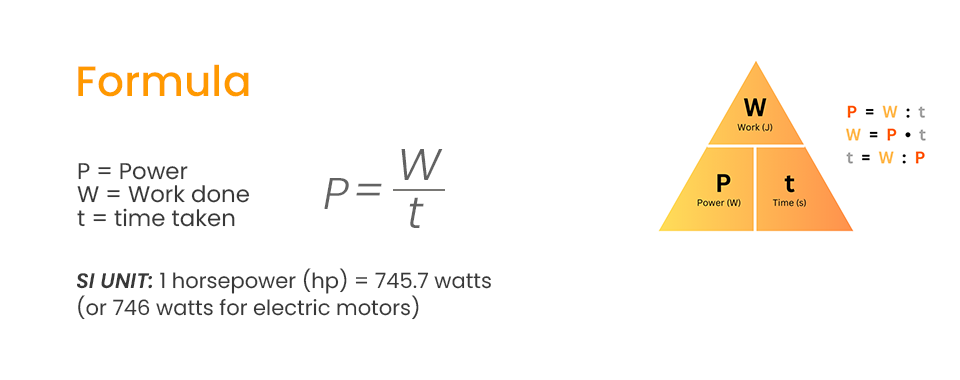 Formula
P = Power
W = Work done
t = time taken
P = W/t
SI UNIT: 1 horsepower (hp) = 745.7 watts
(or 746 watts for electric motors)
W
Work (J)
P
Power (W)
t
Time (s)
P = W : t
W = P • t
t = W : P